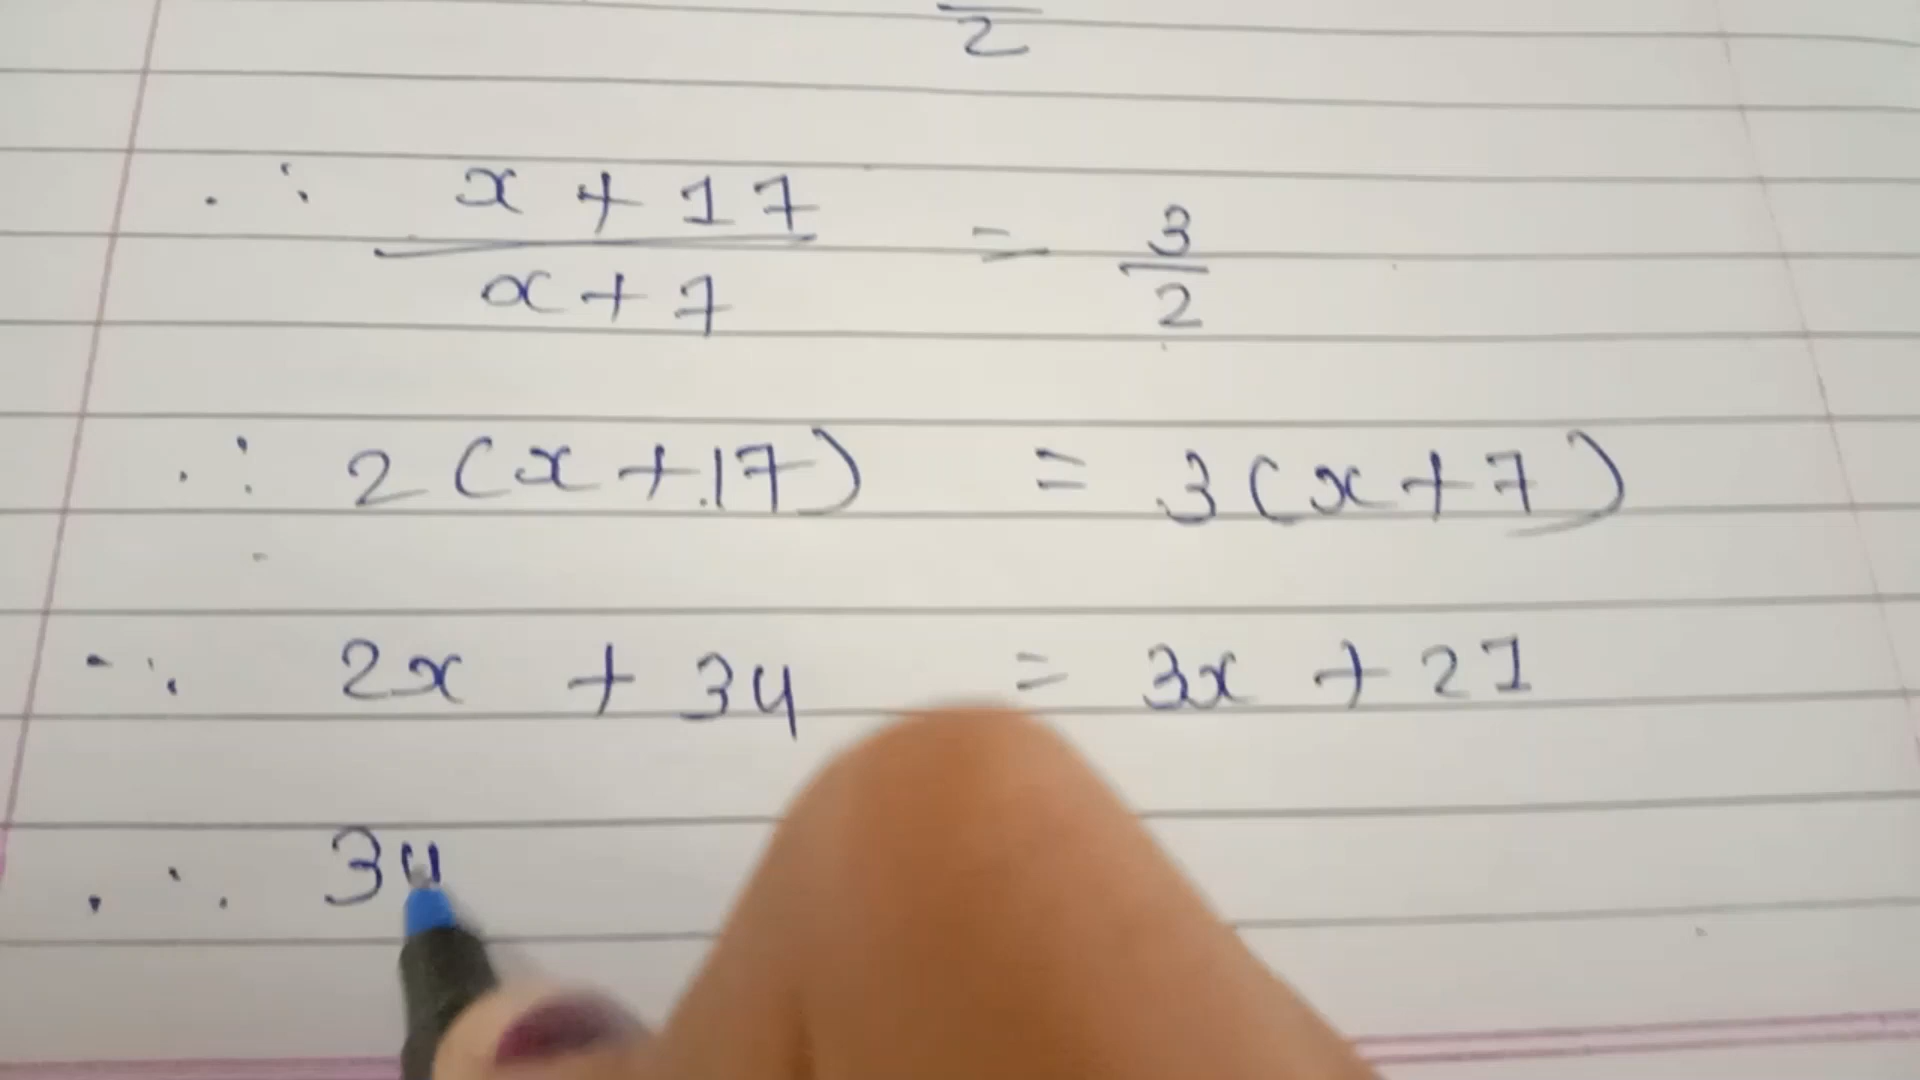 2
∴ x + 17 / x + 7 = 3 / 2
∴ 2 (x + 17) = 3 (x + 7)
∴ 2x + 34 = 3x + 21
∴ 34